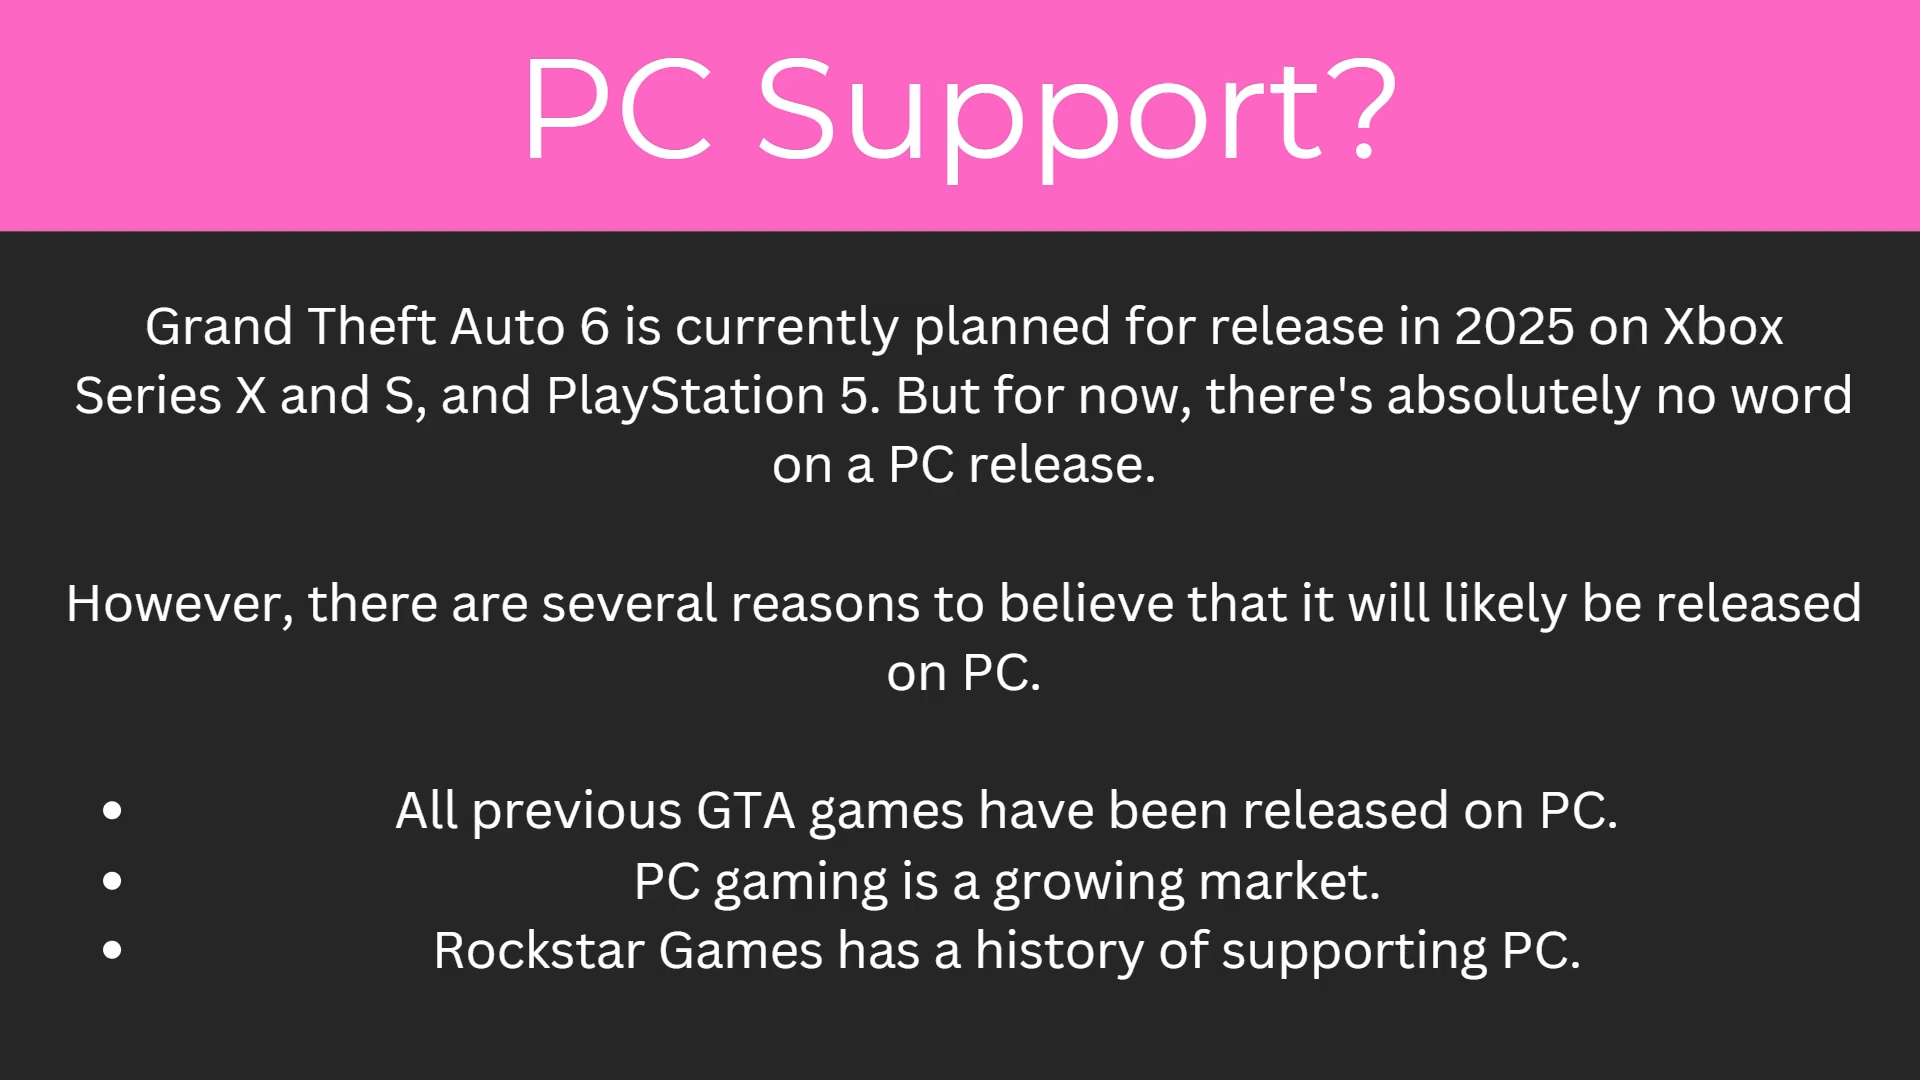 PC Support?
Grand Theft Auto 6 is currently planned for release in 2025 on Xbox
Series X and S, and PlayStation 5. But for now, there's absolutely no word
on a PC release.
However, there are several reasons to believe that it will likely be released
on PC.
• All previous GTA games have been released on PC.
• PC gaming is a growing market.
• Rockstar Games has a history of supporting PC.